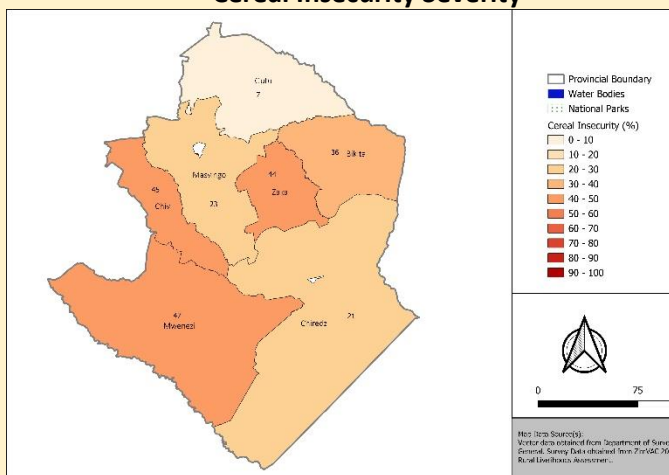 Cereal Insecurity Severity
Gutu
7
Masvingo
23
36 Bikita
44
Zaka
45
Chivi
47
Mwenezi
21
Chiredzi
Provincial Boundary
Water Bodies
National Parks
Cereal Insecurity (%)
0 - 10
10 - 20
20 - 30
30 - 40
40 - 50
50 - 60
60 - 70
70 - 80
80 - 90
90 - 100
0 75
Map Data Source(s):
Vector data obtained from Department of Surve
General. Survey Data obtained from ZimVAC 20
Rural Livelihoods Assessment.